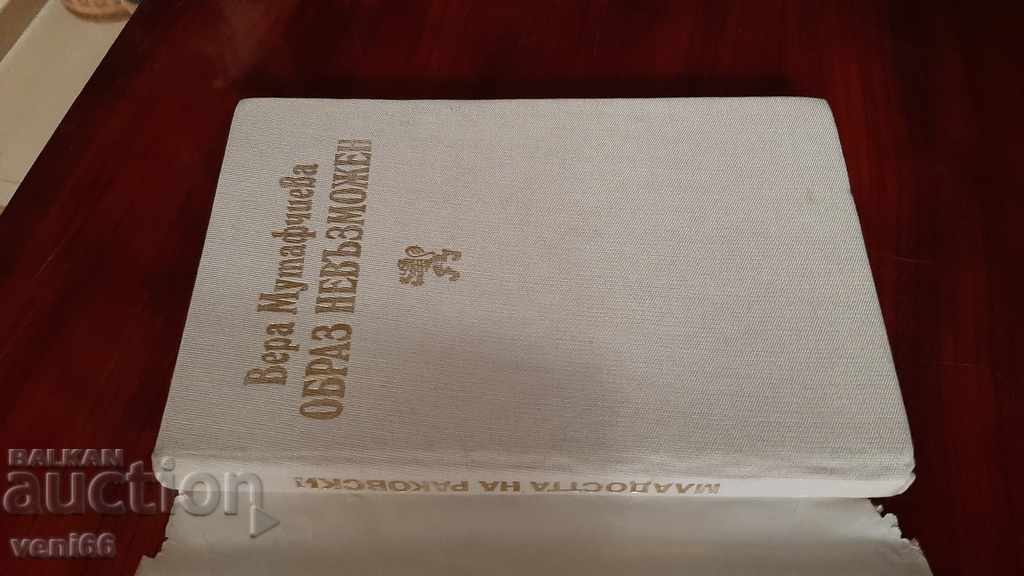 Вера Мутафчиева
ОБРАЗ НЕВЪЗМОЖЕН
МЛАДОСТТА НА РАКОВСКИ
BALKAN
auction
veni66